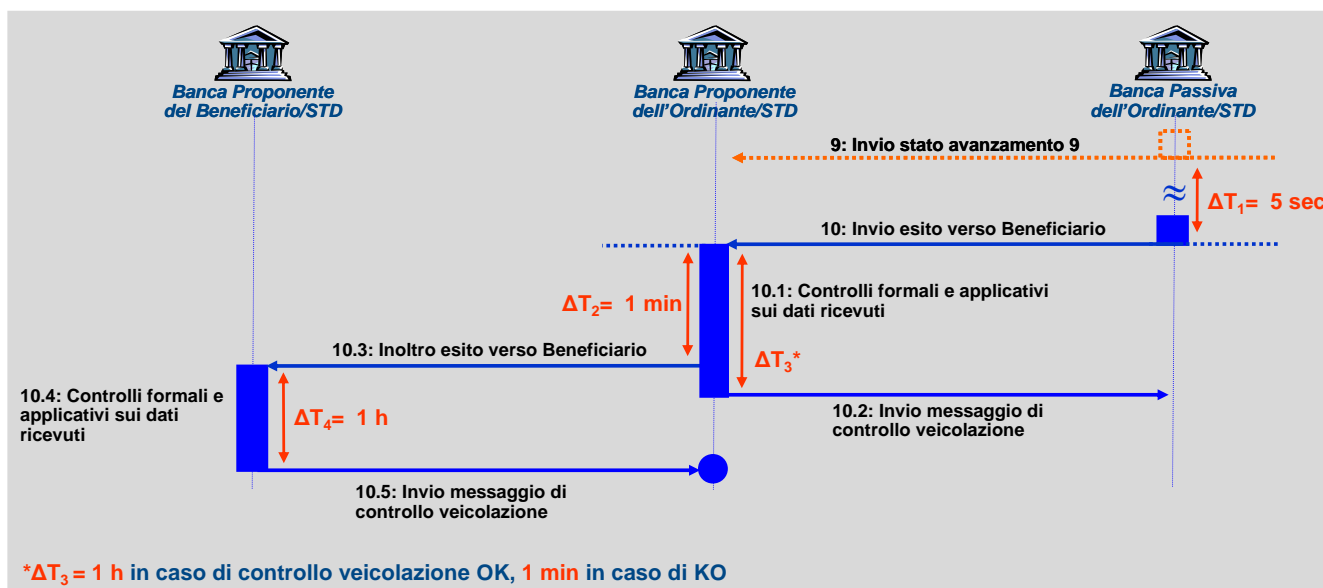 Banca Proponente
del Beneficiario/STD
Banca Proponente
dell'Ordinante/STD
Banca Passiva
dell'Ordinante/STD
9: Invio stato avanzamento 9
≈
ΔT1= 5 sec
10: Invio esito verso Beneficiario
ΔT2= 1 min
10.1: Controlli formali e applicativi
sui dati ricevuti
ΔT3*
10.3: Inoltro esito verso Beneficiario
10.4: Controlli formali e
applicativi sui dati
ricevuti
ΔT4= 1 h
10.2: Invio messaggio di
controllo veicolazione
10.5: Invio messaggio di
controllo veicolazione
*ΔT3 = 1 h in caso di controllo veicolazione OK, 1 min in caso di KO